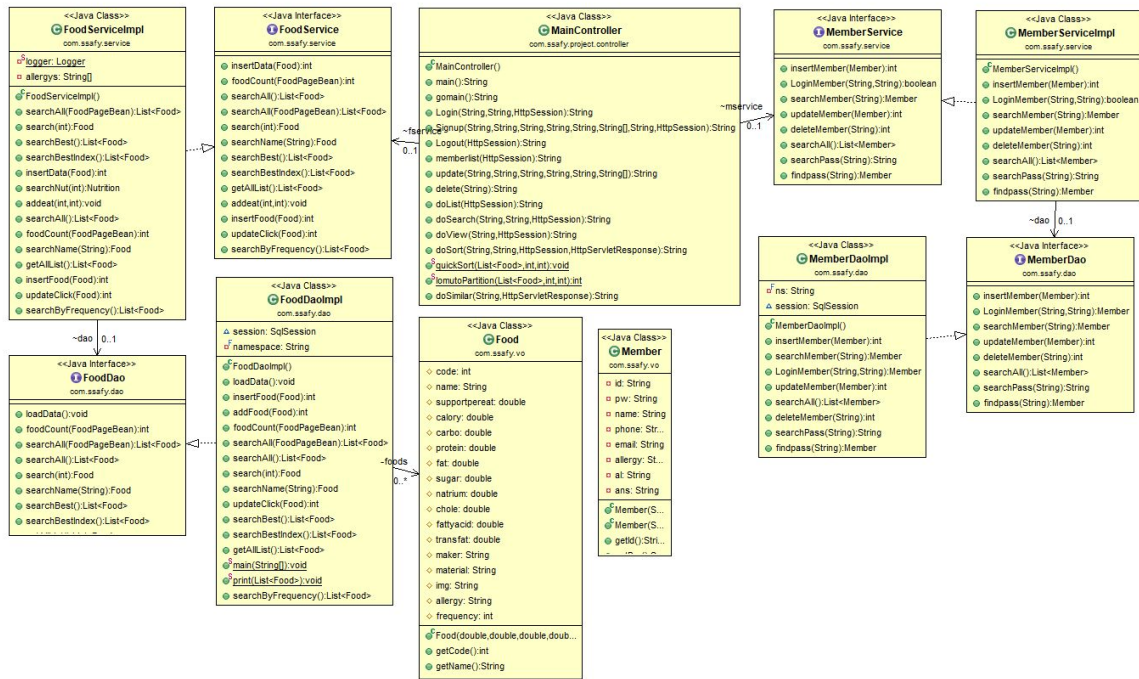 <<Java Class>>
FoodServiceImpl
com.ssafy.service
logger: Logger
allergys: String[]
FoodServiceImpl()
searchAll(FoodPageBean):List<Food>
search(int):Food
searchBest():List<Food>
searchBestIndex():List<Food>
insertData(Food):int
searchNut(int):Nutrition
addeat(int,int):void
searchAll():List<Food>
foodCount(FoodPageBean):int
searchName(String):Food
getAllList():List<Food>
insertFood(Food):int
updateClick(Food):int
searchByFrequency():List<Food>
~dao 0..1
<<Java Interface>>
FoodDao
com.ssafy.dao
loadData():void
foodCount(FoodPageBean):int
searchAll(FoodPageBean):List<Food>
searchAll():List<Food>
search(int):Food
searchName(String):Food
searchBest():List<Food>
searchBestIndex():List<Food>
<<Java Interface>>
FoodService
com.ssafy.service
insertData(Food):int
foodCount(FoodPageBean):int
searchAll():List<Food>
searchAll(FoodPageBean):List<Food>
search(int):Food
searchName(String):Food
searchBest():List<Food>
searchBestIndex():List<Food>
getAllList():List<Food>
addeat(int,int):void
insertFood(Food):int
updateClick(Food):int
searchByFrequency():List<Food>
<<Java Class>>
FoodDaoImpl
com.ssafy.dao
session: SqlSession
namespace: String
FoodDaoImpl()
loadData():void
insertFood(Food):int
addFood(Food):int
foodCount(FoodPageBean):int
searchAll(FoodPageBean):List<Food>
searchAll():List<Food>
search(int):Food
searchName(String):Food
updateClick(Food):int
searchBest():List<Food>
searchBestIndex():List<Food>
getAllList():List<Food>
main(String[]):void
print(List<Food>):void
searchByFrequency():List<Food>
~fservice
0..1
~foods
0..*
<<Java Class>>
MainController
com.ssafy.project.controller
MainController()
main():String
gomain():String
Login(String,String,HttpSession):String
Signup(String,String,String,String,String,String[],String,HttpSession):String
Logout(HttpSession):String
memberlist(HttpSession):String
update(String,String,String,String,String,String[]):String
delete(String):String
doList(HttpSession):String
doSearch(String,String,HttpSession):String
doView(String,HttpSession):String
doSort(String,String,HttpSession,HttpServletResponse):String
quickSort(List<Food>,int,int):void
lomutoPartition(List<Food>,int,int):int
doSimilar(String,HttpServletResponse):String
<<Java Class>>
Food
com.ssafy.vo
code: int
name: String
supportpereat: double
calory: double
carbo: double
protein: double
fat: double
sugar: double
natrium: double
chole: double
fattyacid: double
transfat: double
maker: String
material: String
img: String
allergy: String
frequency: int
Food(double,double,double,doub...
getCode():int
getName():String
<<Java Class>>
Member
com.ssafy.vo
id: String
pw: String
name: String
phone: Str...
email: String
allergy: St...
al: String
ans: String
Member(S...
Member(S...
getId():Stri...
~mservice
0..1
<<Java Interface>>
MemberService
com.ssafy.service
insertMember(Member):int
LoginMember(String,String):boolean
searchMember(String):Member
updateMember(Member):int
deleteMember(String):int
searchAll():List<Member>
searchPass(String):String
findpass(String):Member
<<Java Class>>
MemberServiceImpl
com.ssafy.service
MemberServiceImpl()
insertMember(Member):int
LoginMember(String,String):boolean
searchMember(String):Member
updateMember(Member):int
deleteMember(String):int
searchAll():List<Member>
searchPass(String):String
findpass(String):Member
~dao 0..1
<<Java Class>>
MemberDaoImpl
com.ssafy.dao
ns: String
session: SqlSession
MemberDaoImpl()
insertMember(Member):int
searchMember(String):Member
LoginMember(String,String):Member
updateMember(Member):int
searchAll():List<Member>
deleteMember(String):int
searchPass(String):String
findpass(String):Member
<<Java Interface>>
MemberDao
com.ssafy.dao
insertMember(Member):int
LoginMember(String,String):Member
searchMember(String):Member
updateMember(Member):int
deleteMember(String):int
searchAll():List<Member>
searchPass(String):String
findpass(String):Member